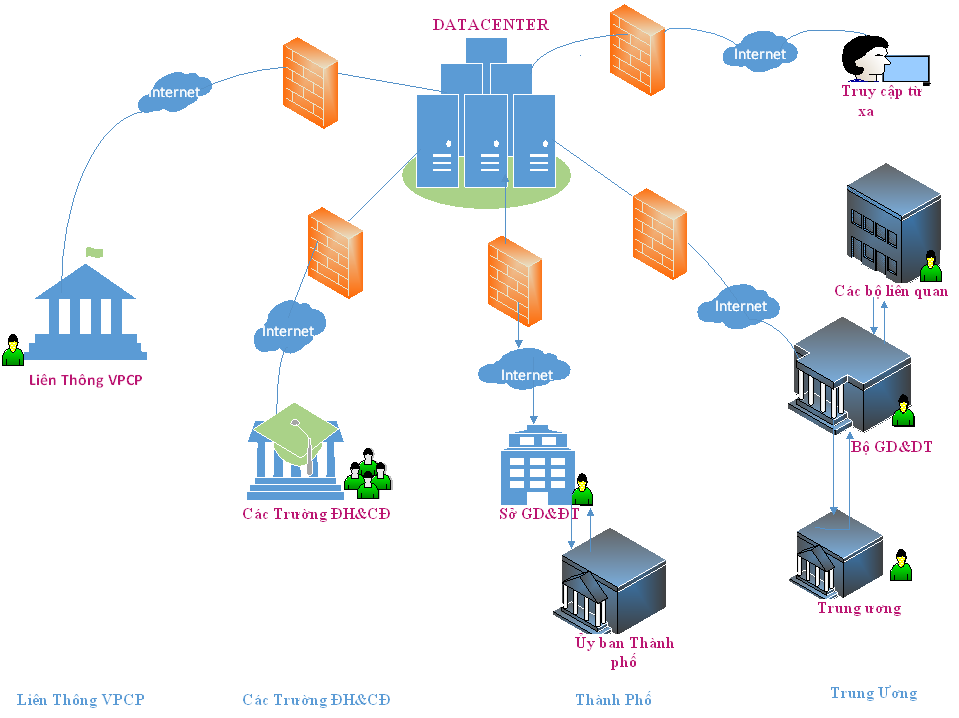 DATACENTER
Internet
Internet
Truy cập từ
xa
Các bộ liên quan
Internet
Internet
Internet
Liên Thông VPCP
Bộ GD&DT
Các Trường ĐH&CĐ
Sở GD&ĐT
Trung ương
Ủy ban Thành
phố
Liên Thông VPCP
Các Trường ĐH&CĐ
Thành Phố
Trung Ương